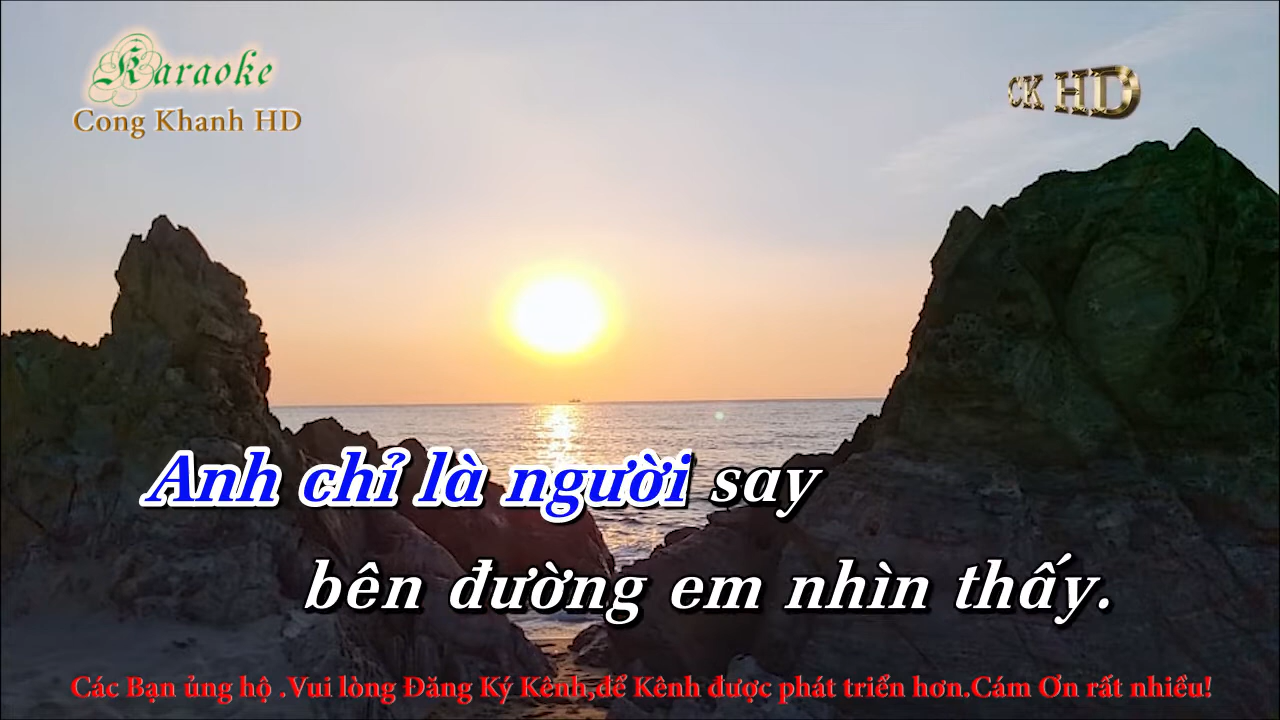 Karaoke
Cong Khanh HD
CK HD
Anh chỉ là người say
bên đường em nhìn thấy.
Các Bạn ủng hộ .Vui lòng Đăng Ký Kênh,để Kênh được phát triển hơn.Cám Ơn rất nhiều!